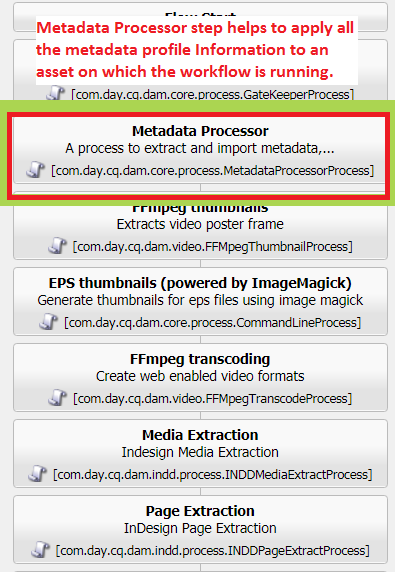 Flow Start
Metadata Processor step helps to apply all
the metadata profile Information to an
asset on which the workflow is running.
[com.day.cq.dam.core.process.GateKeeperProcess]
Metadata Processor
A process to extract and import metadata,...
[com.day.cq.dam.core.process.MetadataProcessorProcess]
FFmpeg thumbnails
Extracts video poster frame
[com.day.cq.dam.video.FFMpegThumbnailProcess]
EPS thumbnails (powered by ImageMagick)
Generate thumbnails for eps files using image magick
[com.day.cq.dam.core.process.CommandLineProcess]
FFmpeg transcoding
Create web enabled video formats
[com.day.cq.dam.video.FFMpegTranscodeProcess]
Media Extraction
Indesign Media Extraction
[com.day.cq.dam.indd.process.INDDMediaExtractProcess]
Page Extraction
InDesign Page Extraction
[com.day.cq.dam.indd.process.INDDPageExtractProcess]